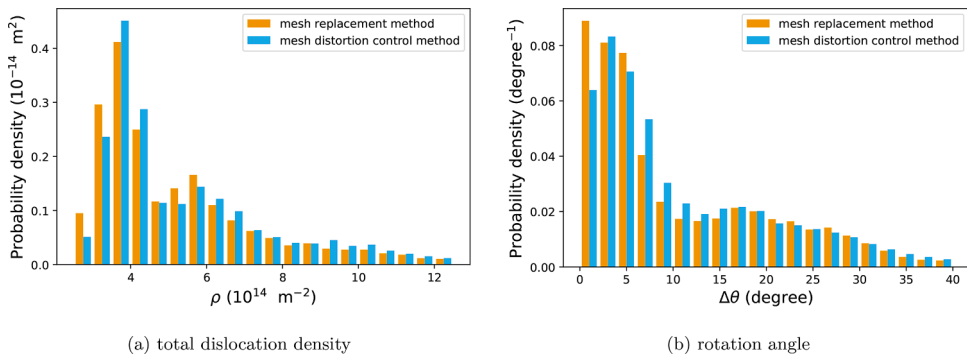 mesh replacement method
mesh distortion control method
Probability density (10⁻¹⁴ m²)
0.4
0.3
0.2
0.1
0.0
4 6 8 10 12
ρ (10¹⁴ m⁻²)
(a) total dislocation density
mesh replacement method
mesh distortion control method
Probability density (degree⁻¹)
0.08
0.06
0.04
0.02
0.00
0 5 10 15 20 25 30 35 40
Δθ (degree)
(b) rotation angle